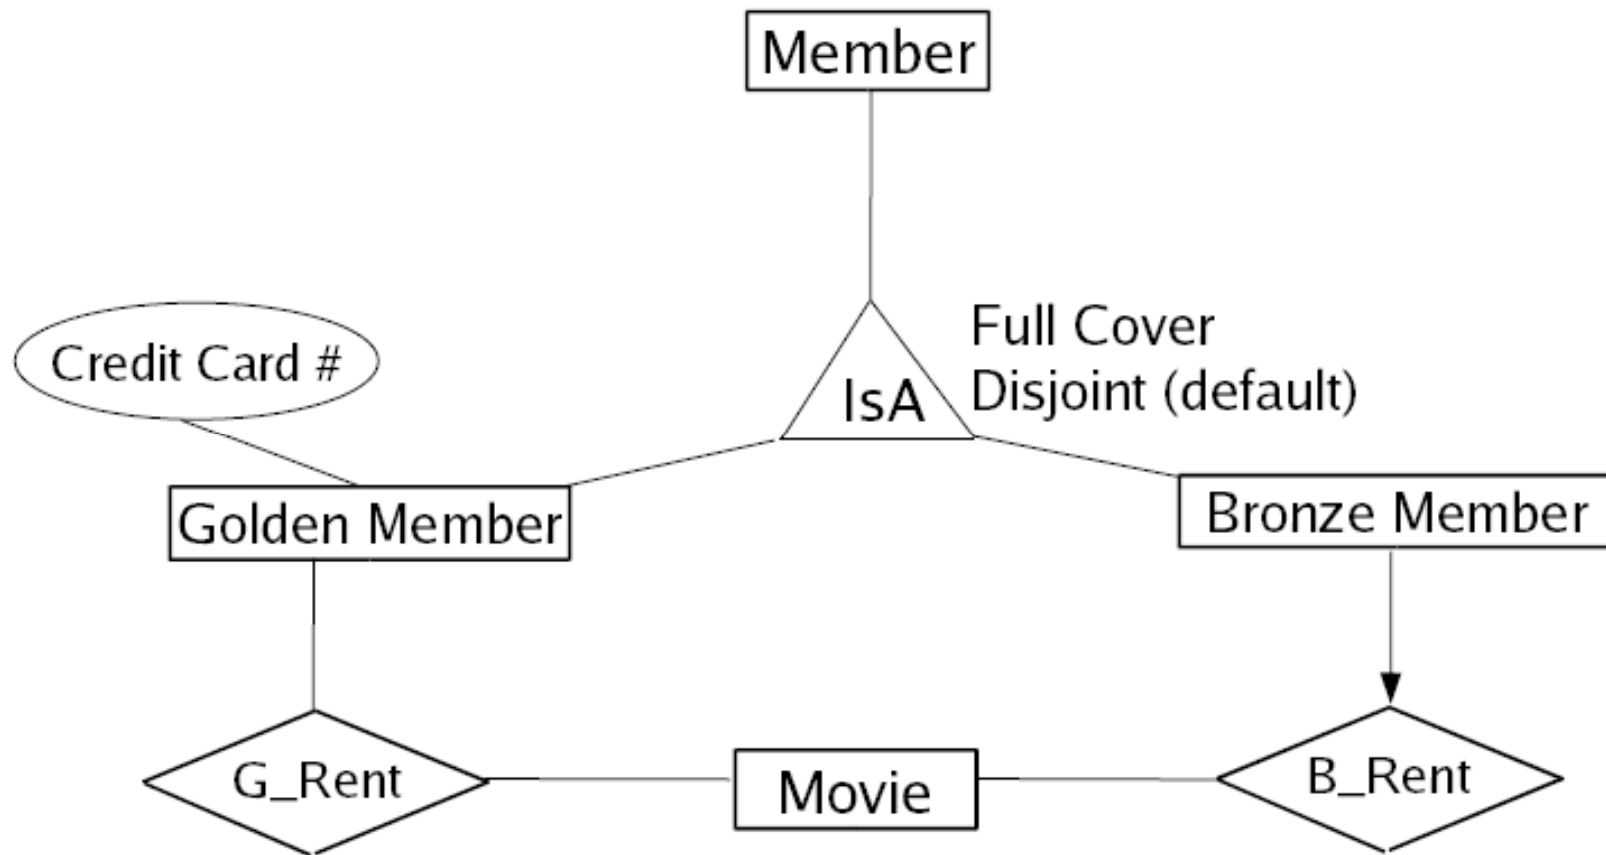 Member
Full Cover
Disjoint (default)
IsA
Credit Card #
Golden Member
Bronze Member
G_Rent
Movie
B_Rent